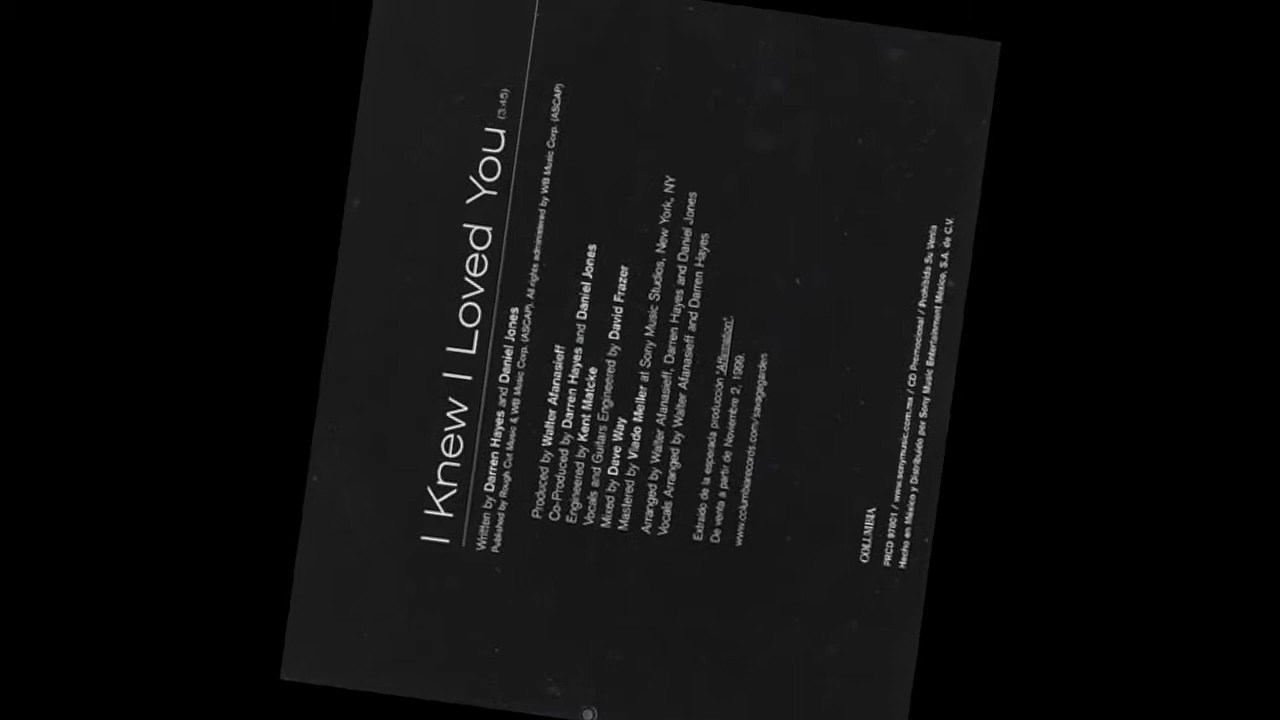 I Knew I Loved You (3:45)
Written by Darren Hayes and Daniel Jones
Published by Rough Cut Music & WB Music Corp. (ASCAP). All rights administered by WB Music Corp. (ASCAP)
Produced by Walter Afanasieff
Co-Produced by Darren Hayes and Daniel Jones
Engineered by Kent Matcke
Vocals and Guitars Engineered by David Frazer
Mixed by Dave Way
Mastered by Vlado Meller at Sony Music Studios, New York, NY
Arranged by Walter Afanasieff, Darren Hayes and Daniel Jones
Vocals Arranged by Walter Afanasieff and Darren Hayes
Extraído de la esperada producción "Affirmation".
De venta a partir de Noviembre 2, 1999.
www.columbiarecords.com/savagegarden
COLUMBIA
PRCD 97801 / www.sonymusic.com.mx / CD Promocional / Prohibida Su Venta
Hecho en México y Distribuido por Sony Music Entertainment México, S.A. de C.V.